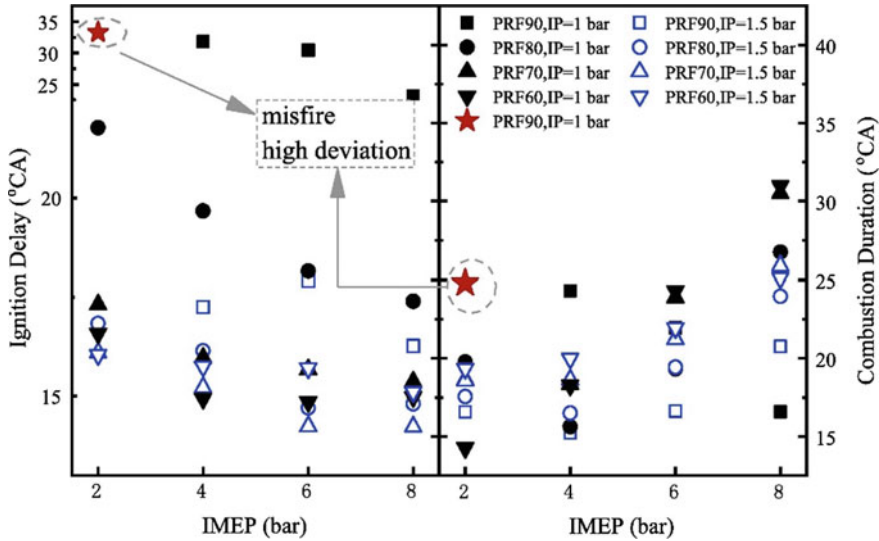 35
30
25
20
15
Ignition Delay (°CA)
2
4
6
8
IMEP (bar)
misfire
high deviation
PRF90,IP=1 bar
PRF80,IP=1 bar
PRF70,IP=1 bar
PRF60,IP=1 bar
PRF90,IP=1 bar
PRF90,IP=1.5 bar
PRF80,IP=1.5 bar
PRF70,IP=1.5 bar
PRF60,IP=1.5 bar
2
4
6
8
IMEP (bar)
40
35
30
25
20
15
Combustion Duration (°CA)